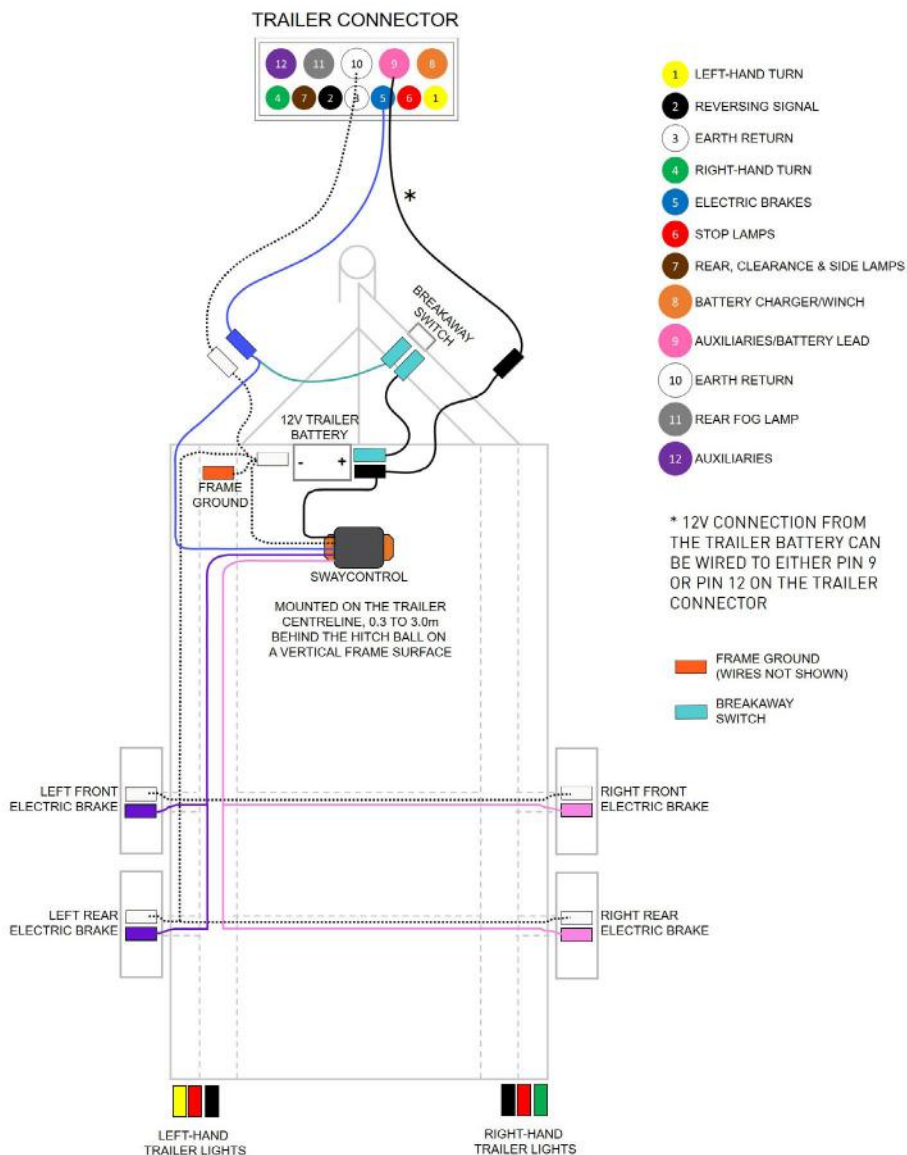 TRAILER CONNECTOR
12 11 10 9 8
4 7 2 3 5 6 1
1 LEFT-HAND TURN
2 REVERSING SIGNAL
3 EARTH RETURN
4 RIGHT-HAND TURN
5 ELECTRIC BRAKES
6 STOP LAMPS
7 REAR, CLEARANCE & SIDE LAMPS
8 BATTERY CHARGER/WINCH
9 AUXILIARIES/BATTERY LEAD
10 EARTH RETURN
11 REAR FOG LAMP
12 AUXILIARIES
*
BREAKAWAY
SWITCH
12V TRAILER
BATTERY
- +
FRAME
GROUND
SWAYCONTROL
MOUNTED ON THE TRAILER
CENTRELINE, 0.3 TO 3.0m
BEHIND THE HITCH BALL ON
A VERTICAL FRAME SURFACE
* 12V CONNECTION FROM
THE TRAILER BATTERY CAN
BE WIRED TO EITHER PIN 9
OR PIN 12 ON THE TRAILER
CONNECTOR
FRAME GROUND
(WIRES NOT SHOWN)
BREAKAWAY
SWITCH
LEFT FRONT
ELECTRIC BRAKE
RIGHT FRONT
ELECTRIC BRAKE
LEFT REAR
ELECTRIC BRAKE
RIGHT REAR
ELECTRIC BRAKE
LEFT-HAND
TRAILER LIGHTS
RIGHT-HAND
TRAILER LIGHTS